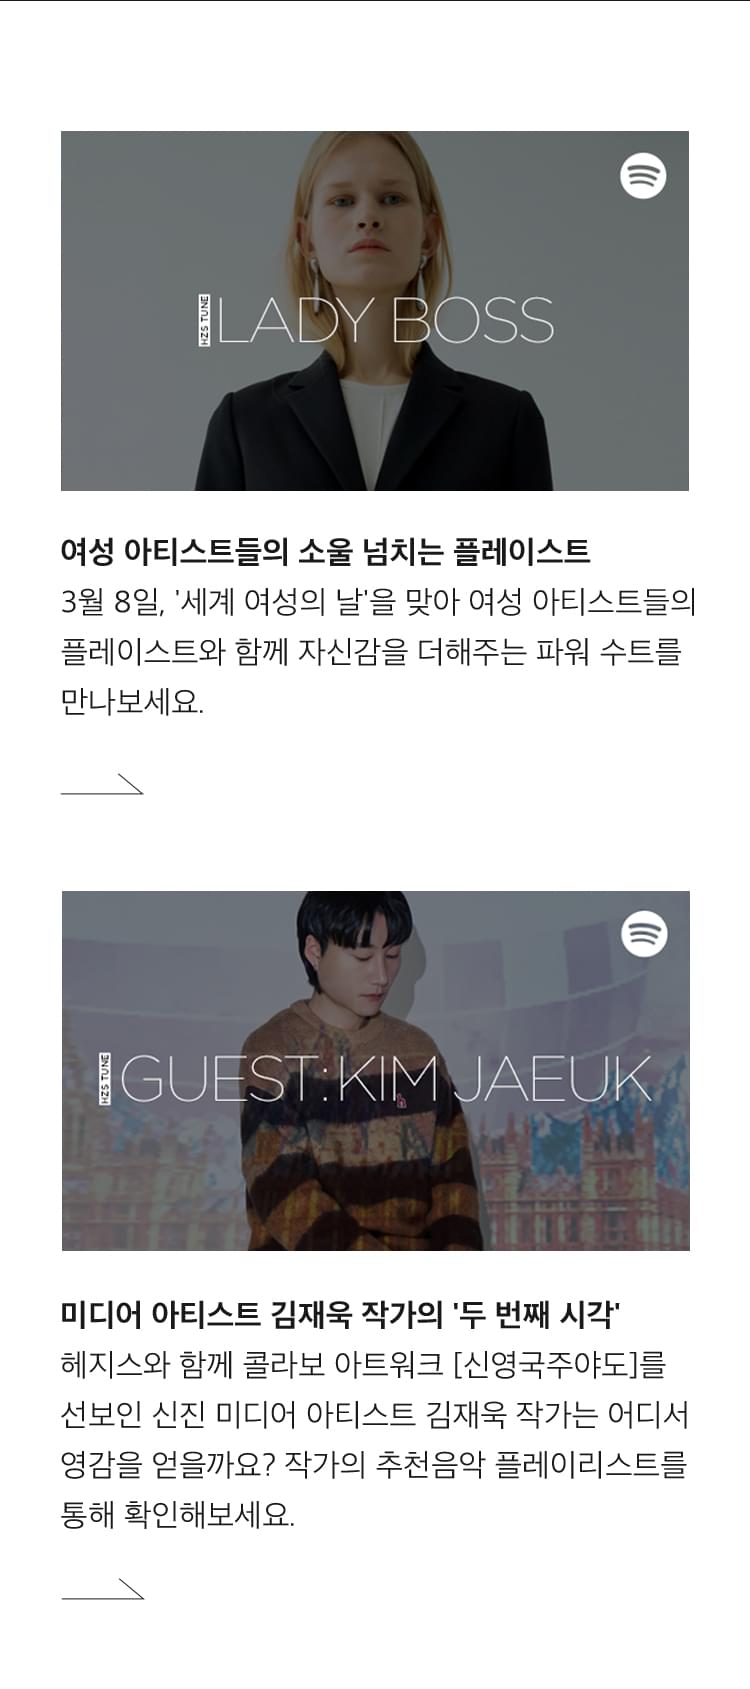 HZS TUNE
LADY BOSS
여성 아티스트들의 소울 넘치는 플레이스트
3월 8일, '세계 여성의 날'을 맞아 여성 아티스트들의
플레이스트와 함께 자신감을 더해주는 파워 수트를
만나보세요.
HZS TUNE
GUEST:KIM JAEUK
미디어 아티스트 김재욱 작가의 '두 번째 시각'
헤지스와 함께 콜라보 아트워크 [신영국주야도]를
선보인 신진 미디어 아티스트 김재욱 작가는 어디서
영감을 얻을까요? 작가의 추천음악 플레이리스트를
통해 확인해보세요.